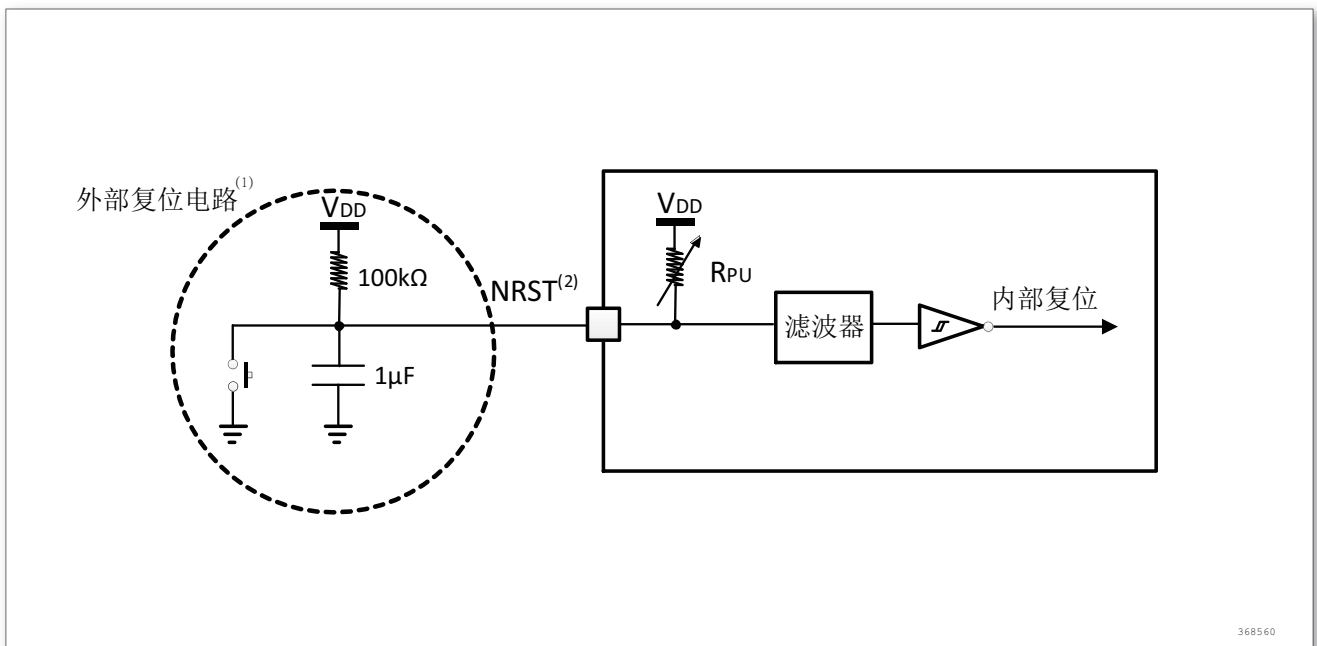 外部复位电路(1)
VDD
100kΩ
1μF
NRST(2)
VDD
RPU
滤波器
内部复位
368560